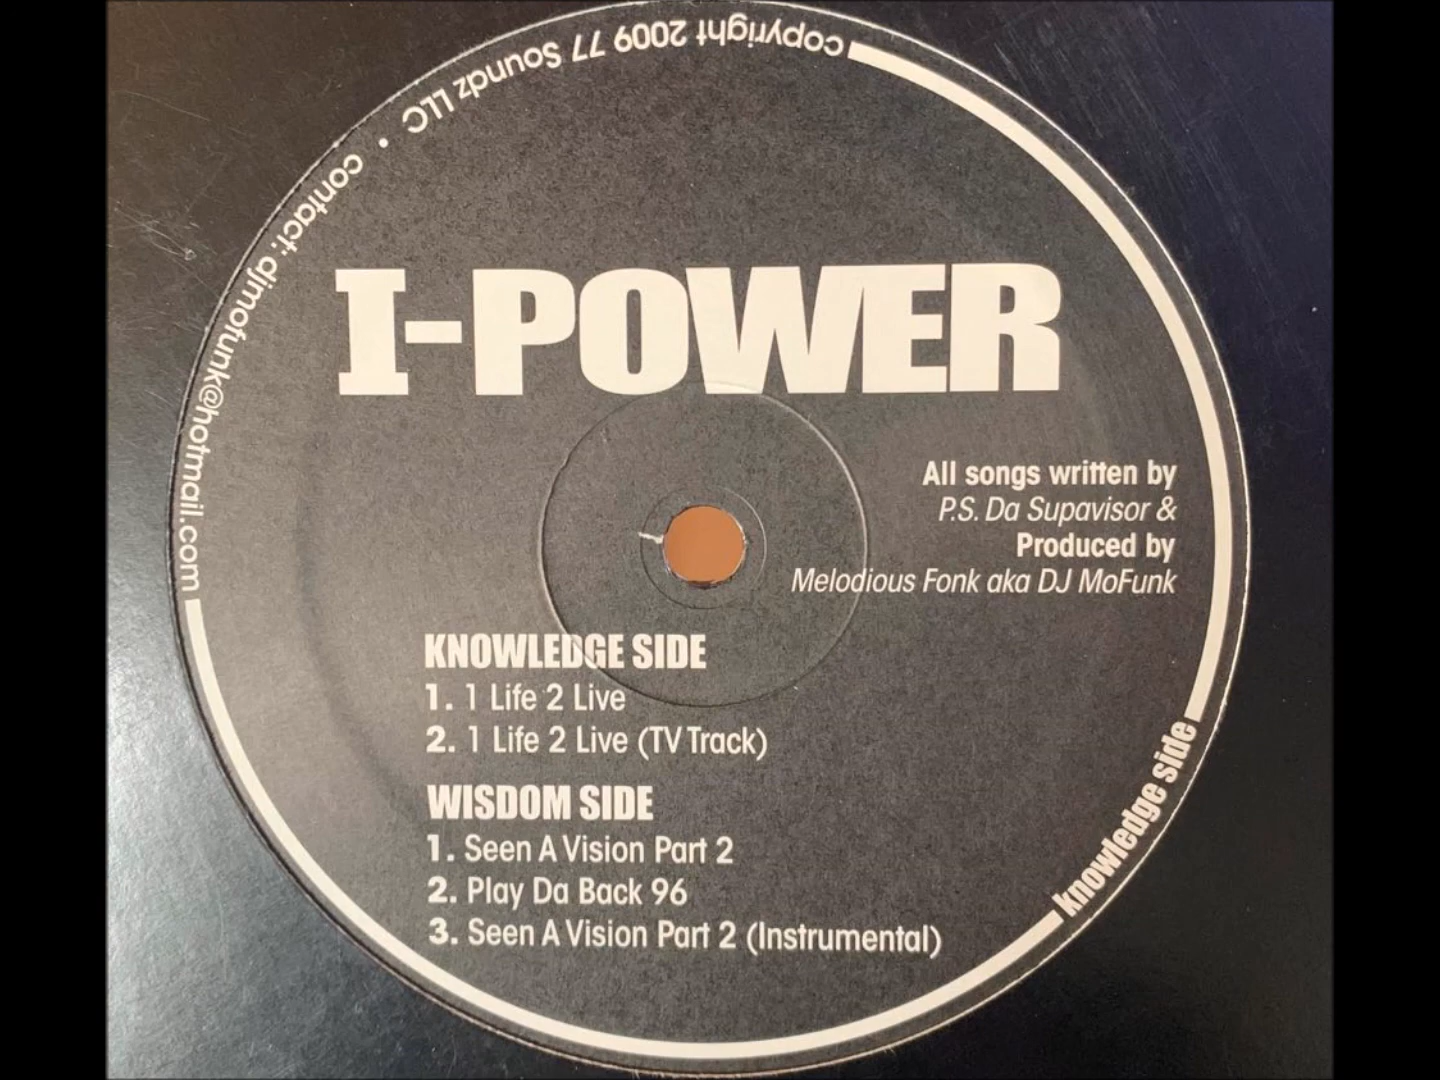 copyright 2009 77 Soundz LLC • contact: djmofunk@hotmail.com
I-POWER
All songs written by
P.S. Da Supavisor &
Produced by
Melodious Fonk aka DJ MoFunk
KNOWLEDGE SIDE
1. 1 Life 2 Live
2. 1 Life 2 Live (TV Track)
WISDOM SIDE
1. Seen A Vision Part 2
2. Play Da Back 96
3. Seen A Vision Part 2 (Instrumental)
knowledge side